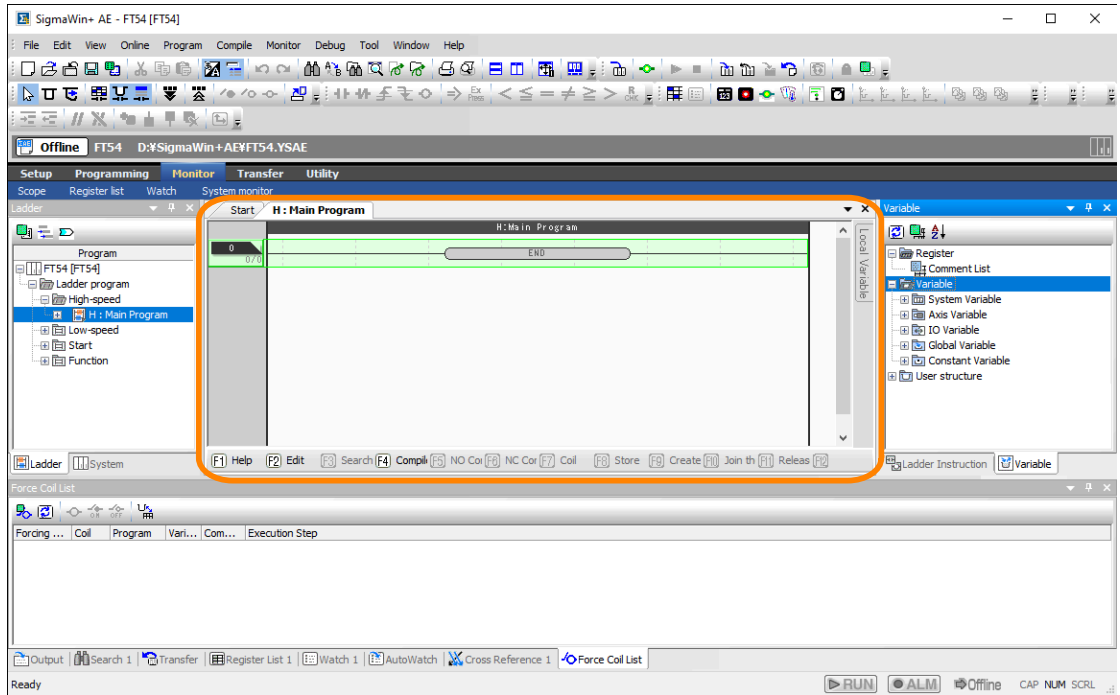 SigmaWin+ AE - FT54 [FT54]
File Edit View Online Program Compile Monitor Debug Tool Window Help
Offline FT54 D:¥SigmaWin+AE¥FT54.YSAE
Setup Programming Monitor Transfer Utility
Scope Register list Watch System monitor
Ladder
Program
FT54 [FT54]
Ladder program
High-speed
H : Main Program
Low-speed
Start
Function
Ladder System
Start H : Main Program
H:Main Program
0
0/0
END
Local Variable
F1 Help F2 Edit F3 Search F4 Compil F5 NO Co F6 NC Cor F7 Coil F8 Store F9 Create F10 Join th F11 Releas F12
Variable
Register
Comment List
Variable
System Variable
Axis Variable
IO Variable
Global Variable
Constant Variable
User structure
Ladder Instruction Variable
Force Coil List
Forcing ... Coil Program Vari... Com... Execution Step
Output Search 1 Transfer Register List 1 Watch 1 AutoWatch Cross Reference 1 Force Coil List
Ready RUN ALM Offline CAP NUM SCRL